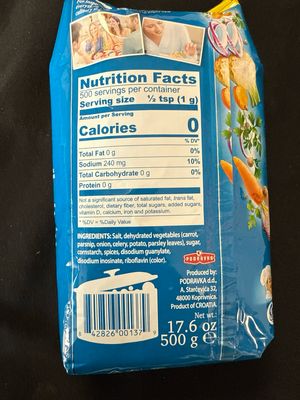 Nutrition Facts
500 servings per container
Serving size ½ tsp (1 g)
Amount per Serving
Calories 0
% DV*
Total Fat 0 g 0%
Sodium 240 mg 10%
Total Carbohydrate 0 g 0%
Protein 0 g
Not a significant source of saturated fat, trans fat,
cholesterol, dietary fiber, total sugars, added sugars,
vitamin D, calcium, iron and potassium.
* %DV = %Daily Value
INGREDIENTS: Salt, dehydrated vegetables (carrot,
parsnip, onion, celery, potato, parsley leaves), sugar,
cornstarch, spices, disodium guanylate,
disodium inosinate, riboflavin (color).
PODRAVKA
Produced by:
PODRAVKA d.d.,
A. Starčevića 32,
48000 Koprivnica.
Product of CROATIA.
Net wt.:
17.6 oz
500 g e
8 42826 00137 9